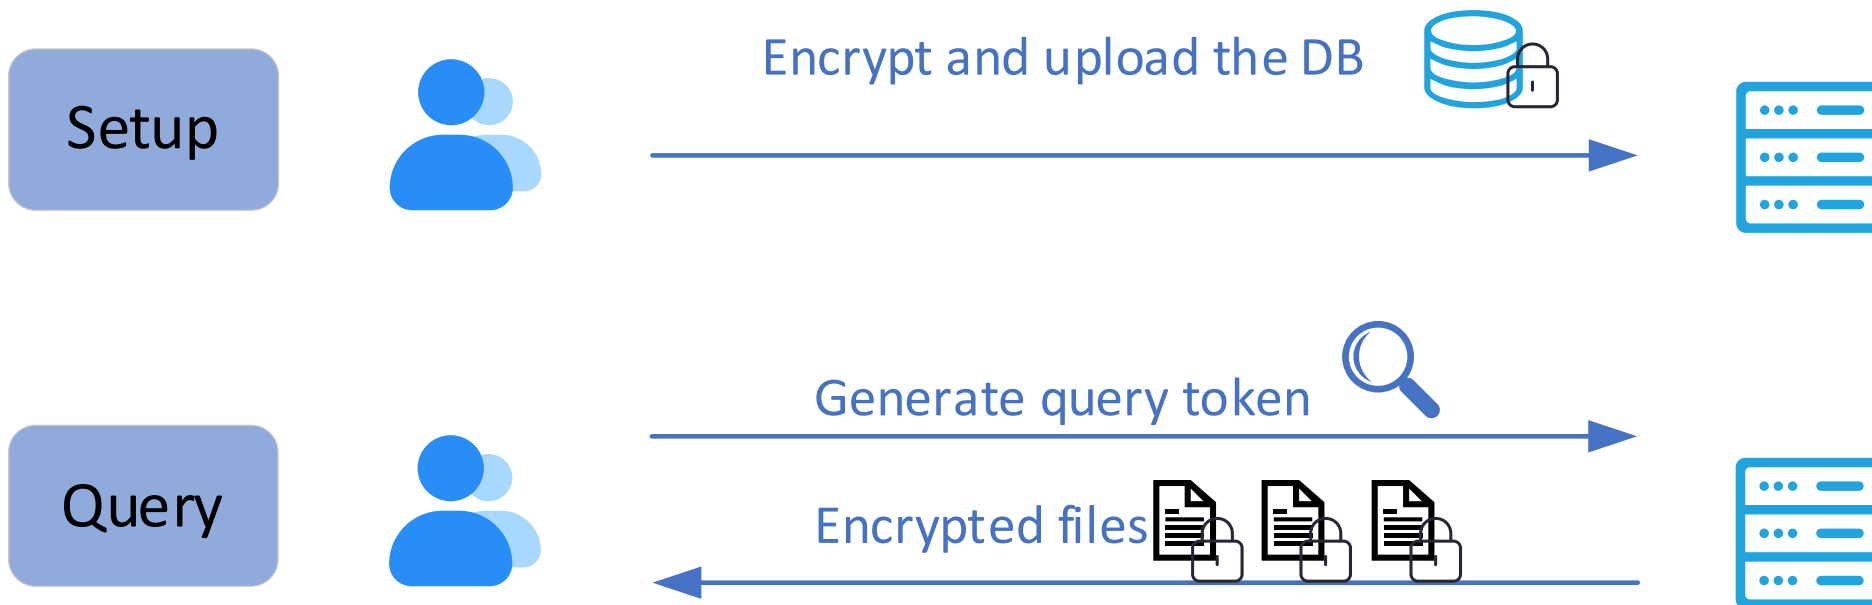 Encrypt and upload the DB
Setup
Generate query token
Query
Encrypted files